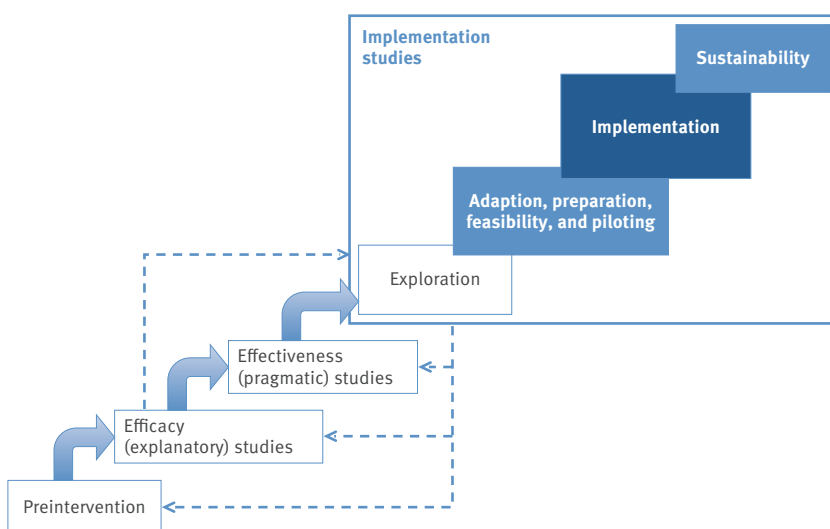 Implementation
studies
Sustainability
Implementation
Adaption, preparation,
feasibility, and piloting
Exploration
Effectiveness
(pragmatic) studies
Efficacy
(explanatory) studies
Preintervention